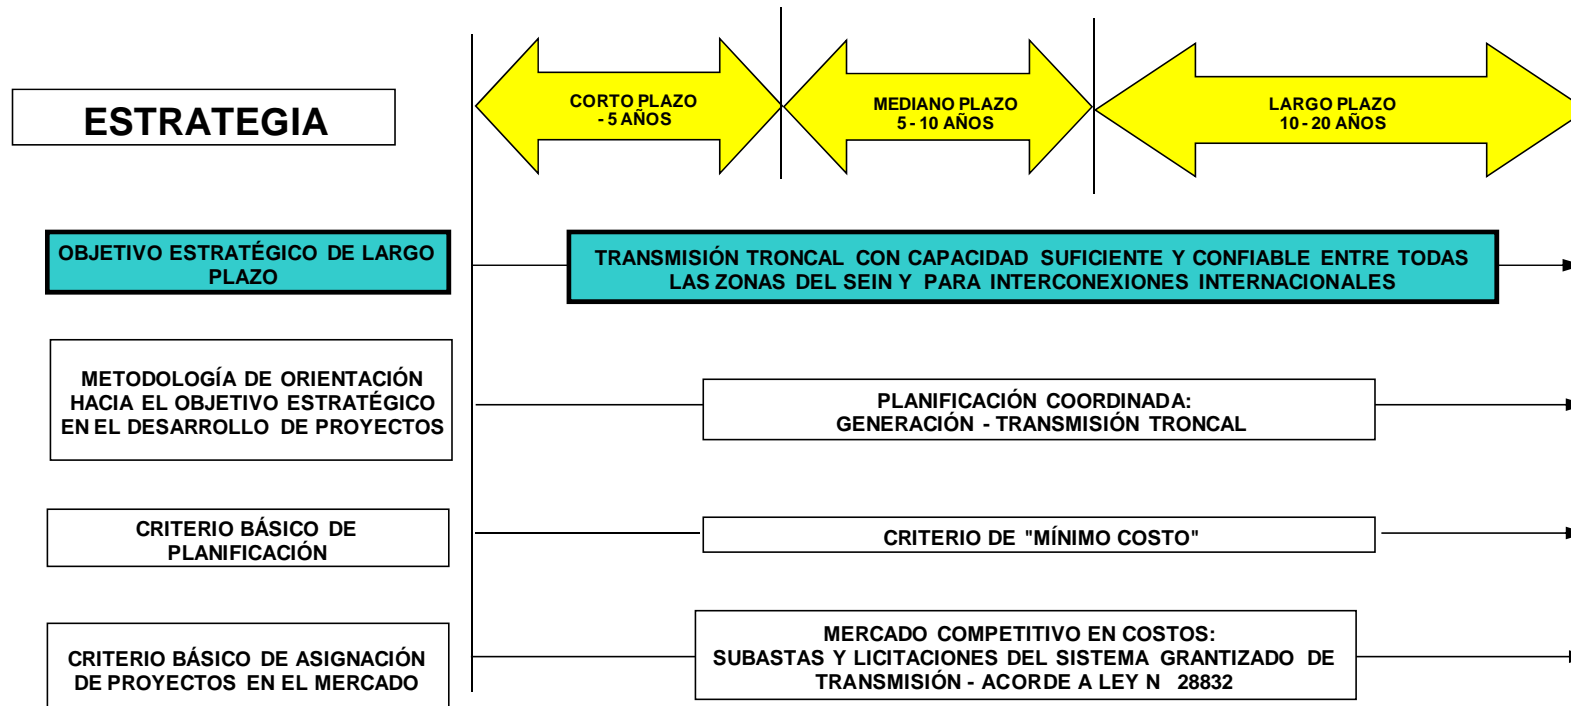 ESTRATEGIA
CORTO PLAZO
- 5 AÑOS
MEDIANO PLAZO
5 - 10 AÑOS
LARGO PLAZO
10 - 20 AÑOS
OBJETIVO ESTRATÉGICO DE LARGO
PLAZO
TRANSMISIÓN TRONCAL CON CAPACIDAD SUFICIENTE Y CONFIABLE ENTRE TODAS
LAS ZONAS DEL SEIN Y PARA INTERCONEXIONES INTERNACIONALES
METODOLOGÍA DE ORIENTACIÓN
HACIA EL OBJETIVO ESTRATÉGICO
EN EL DESARROLLO DE PROYECTOS
PLANIFICACIÓN COORDINADA:
GENERACIÓN - TRANSMISIÓN TRONCAL
CRITERIO BÁSICO DE
PLANIFICACIÓN
CRITERIO DE "MÍNIMO COSTO"
CRITERIO BÁSICO DE ASIGNACIÓN
DE PROYECTOS EN EL MERCADO
MERCADO COMPETITIVO EN COSTOS:
SUBASTAS Y LICITACIONES DEL SISTEMA GRANTIZADO DE
TRANSMISIÓN - ACORDE A LEY N 28832